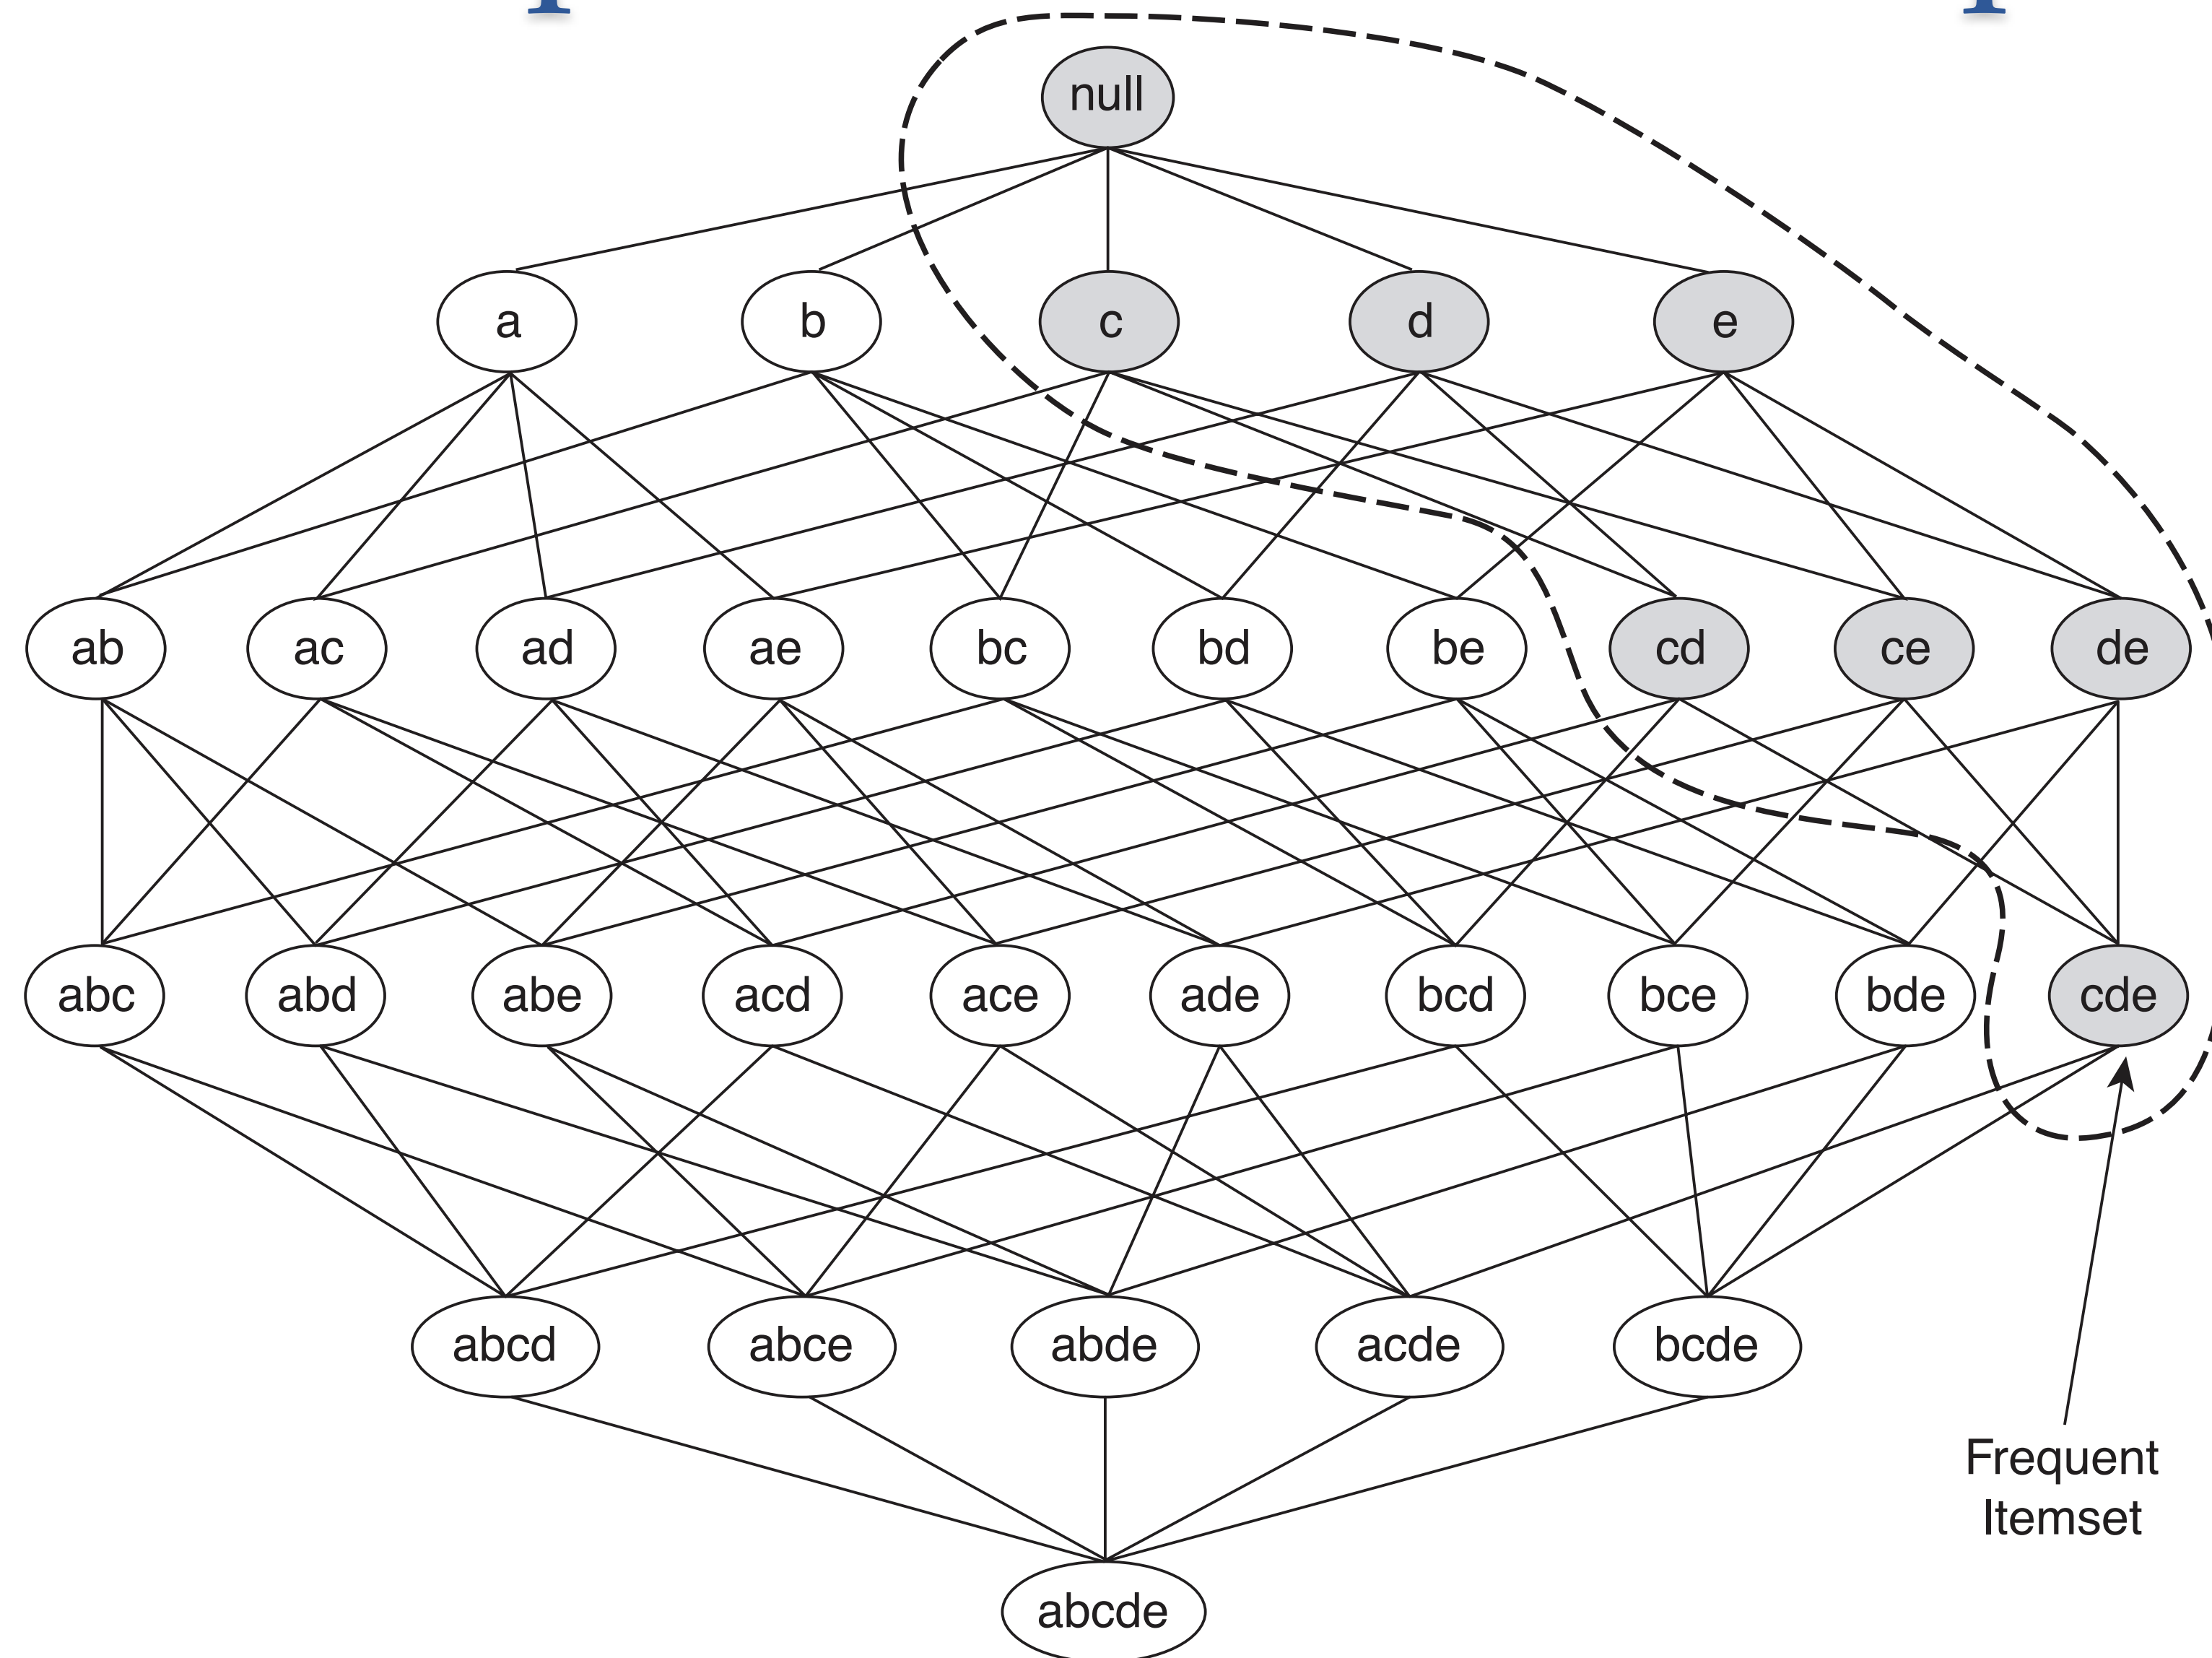 null
a b c d e
ab ac ad ae bc bd be cd ce de
abc abd abe acd ace ade bcd bce bde cde
abcd abce abde acde bcde
Frequent
Itemset
abcde